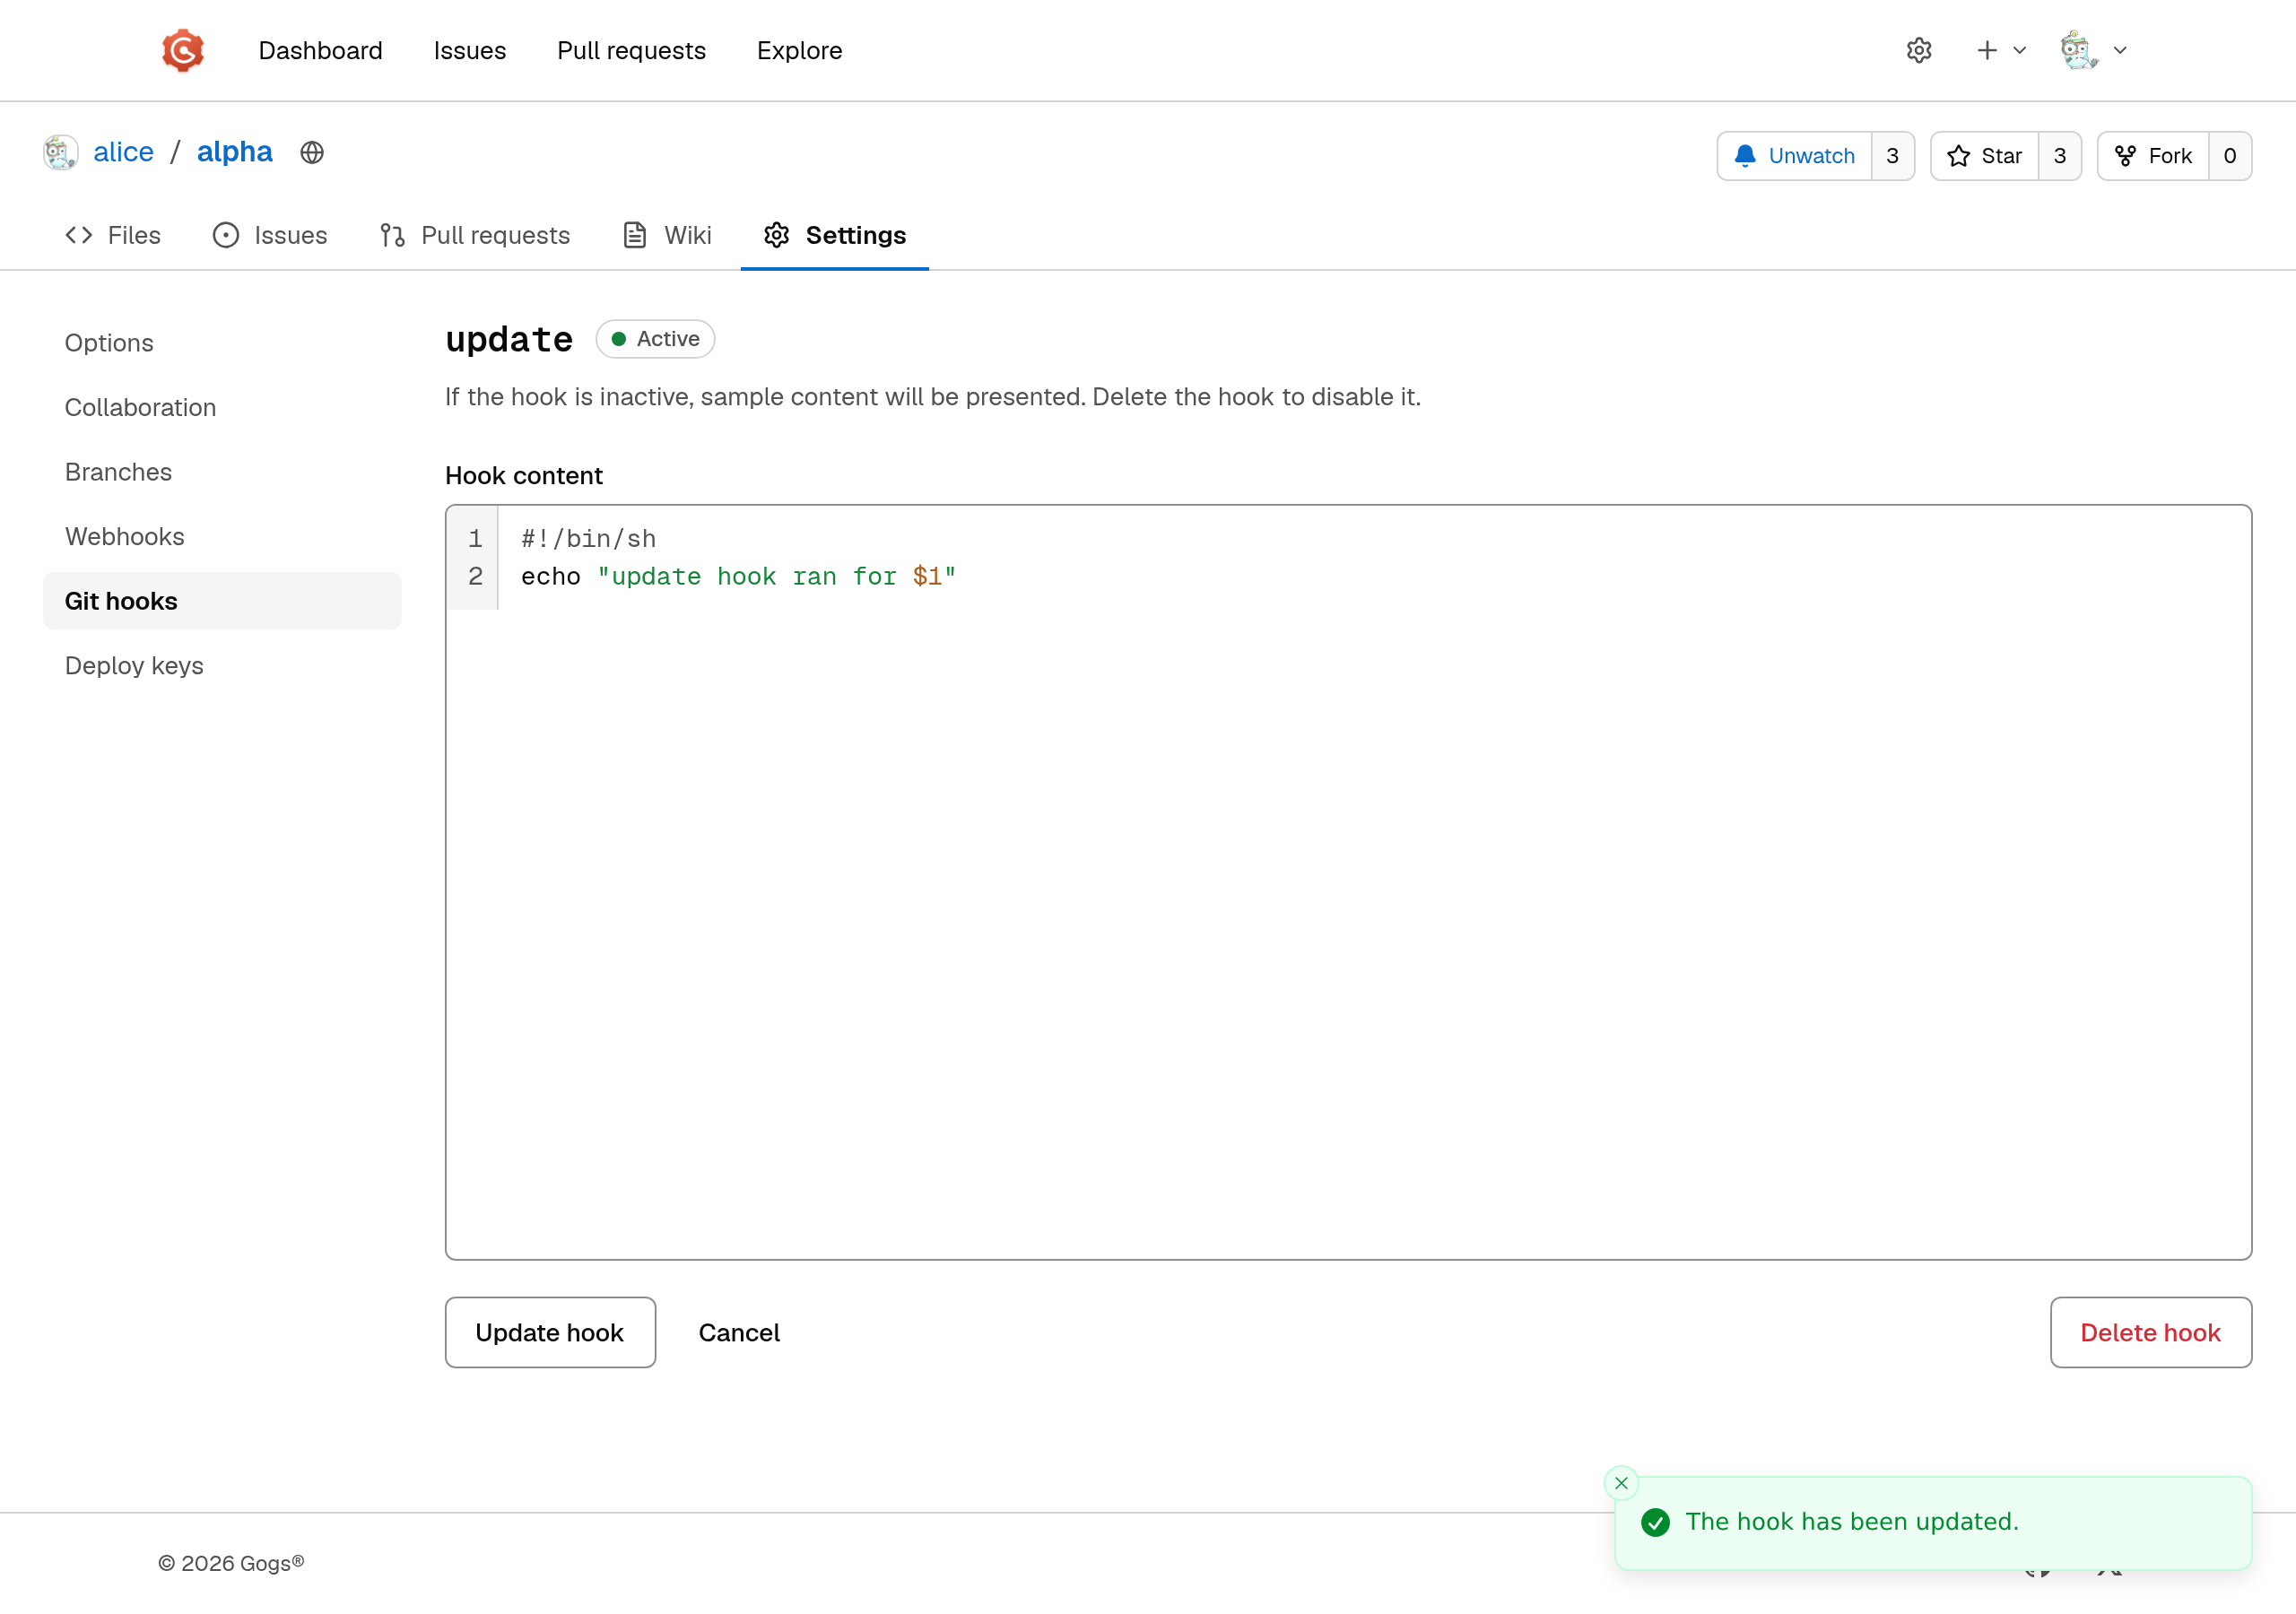 Dashboard Issues Pull requests Explore
alice / alpha
Unwatch 3 Star 3 Fork 0
Files Issues Pull requests Wiki Settings
Options
Collaboration
Branches
Webhooks
Git hooks
Deploy keys
update Active
If the hook is inactive, sample content will be presented. Delete the hook to disable it.
Hook content
1 #!/bin/sh
2 echo "update hook ran for $1"
Update hook Cancel Delete hook
The hook has been updated.
© 2026 Gogs®